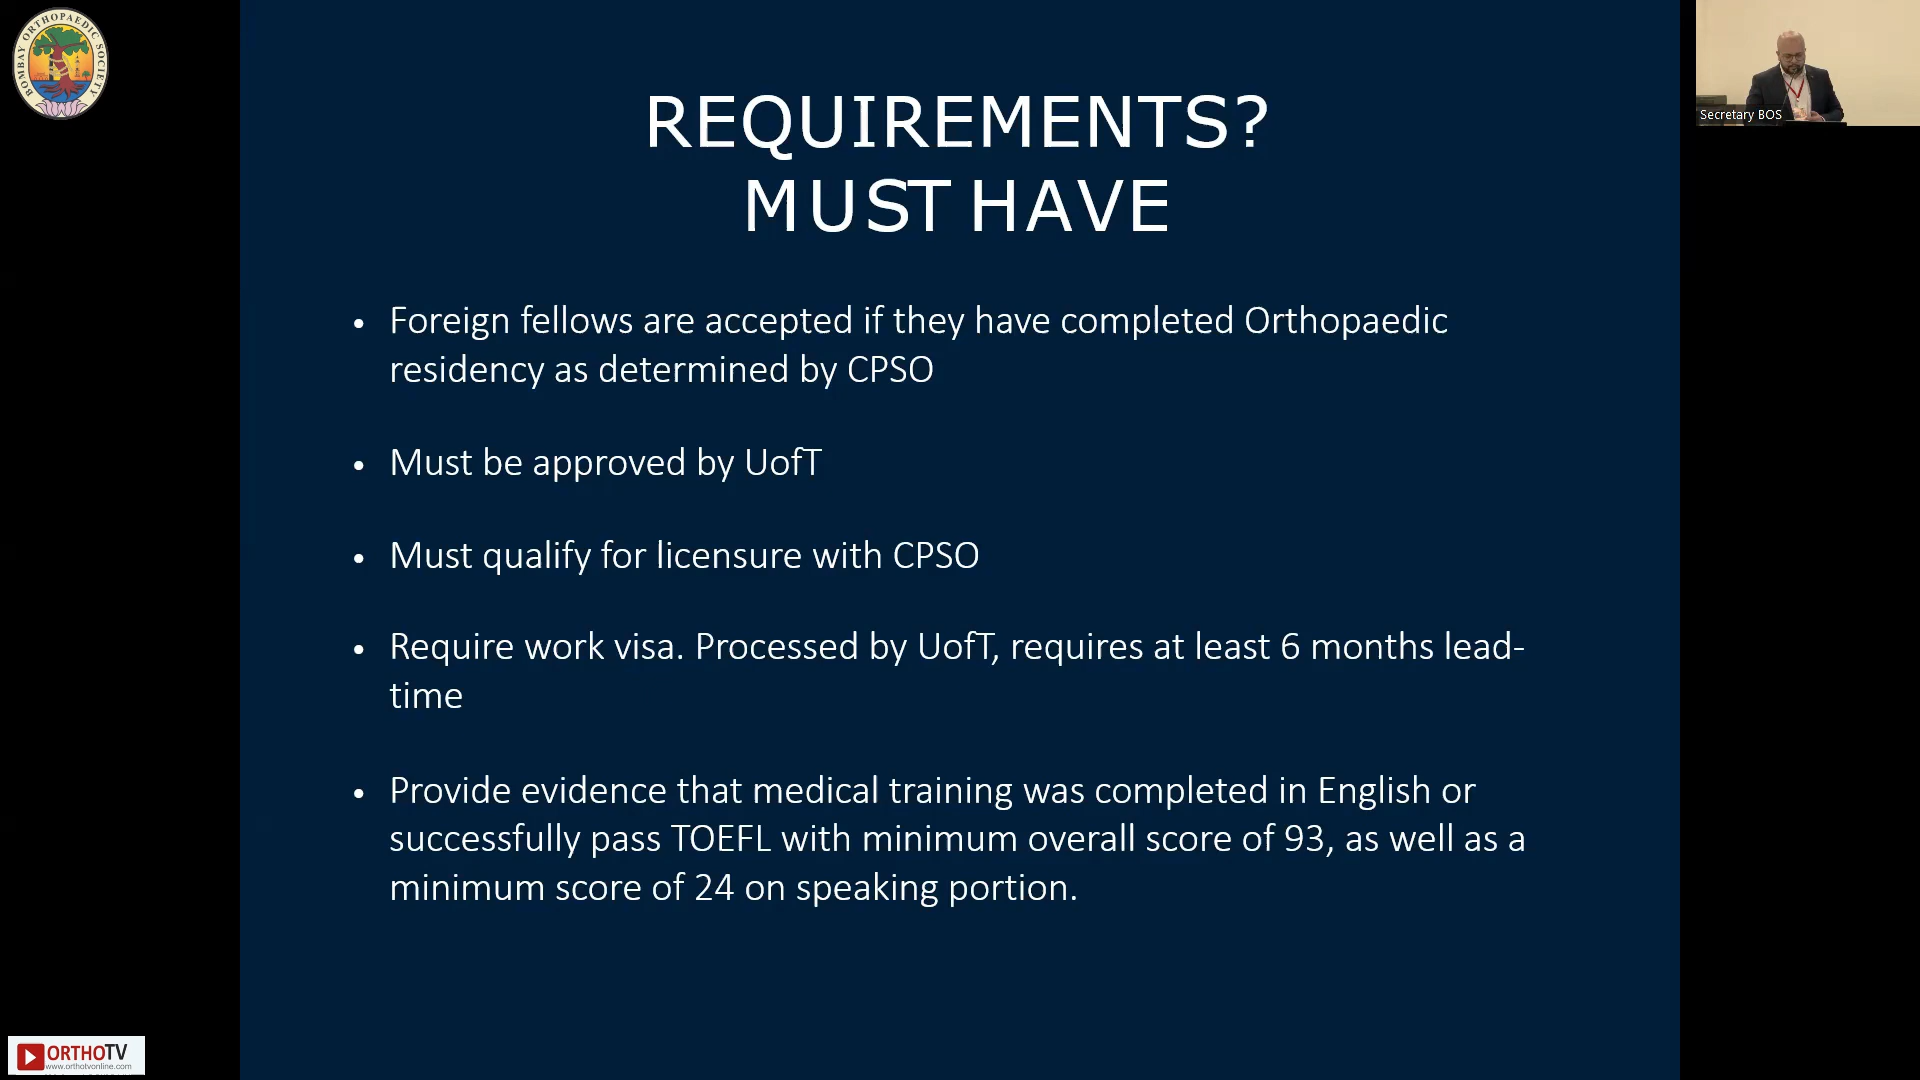 BOMBAY ORTHOPAEDIC SOCIETY
Secretary BOS
REQUIREMENTS?
MUST HAVE
• Foreign fellows are accepted if they have completed Orthopaedic
residency as determined by CPSO
• Must be approved by UofT
• Must qualify for licensure with CPSO
• Require work visa. Processed by UofT, requires at least 6 months lead-
time
• Provide evidence that medical training was completed in English or
successfully pass TOEFL with minimum overall score of 93, as well as a
minimum score of 24 on speaking portion.
ORTHOTV
www.orthotvonline.com